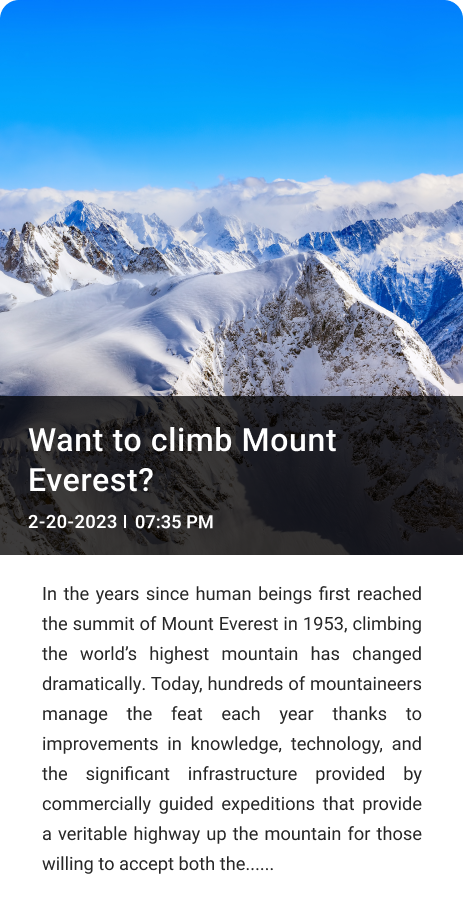 Want to climb Mount
Everest?
2-20-2023 | 07:35 PM
In the years since human beings first reached
the summit of Mount Everest in 1953, climbing
the world’s highest mountain has changed
dramatically. Today, hundreds of mountaineers
manage the feat each year thanks to
improvements in knowledge, technology, and
the significant infrastructure provided by
commercially guided expeditions that provide
a veritable highway up the mountain for those
willing to accept both the......